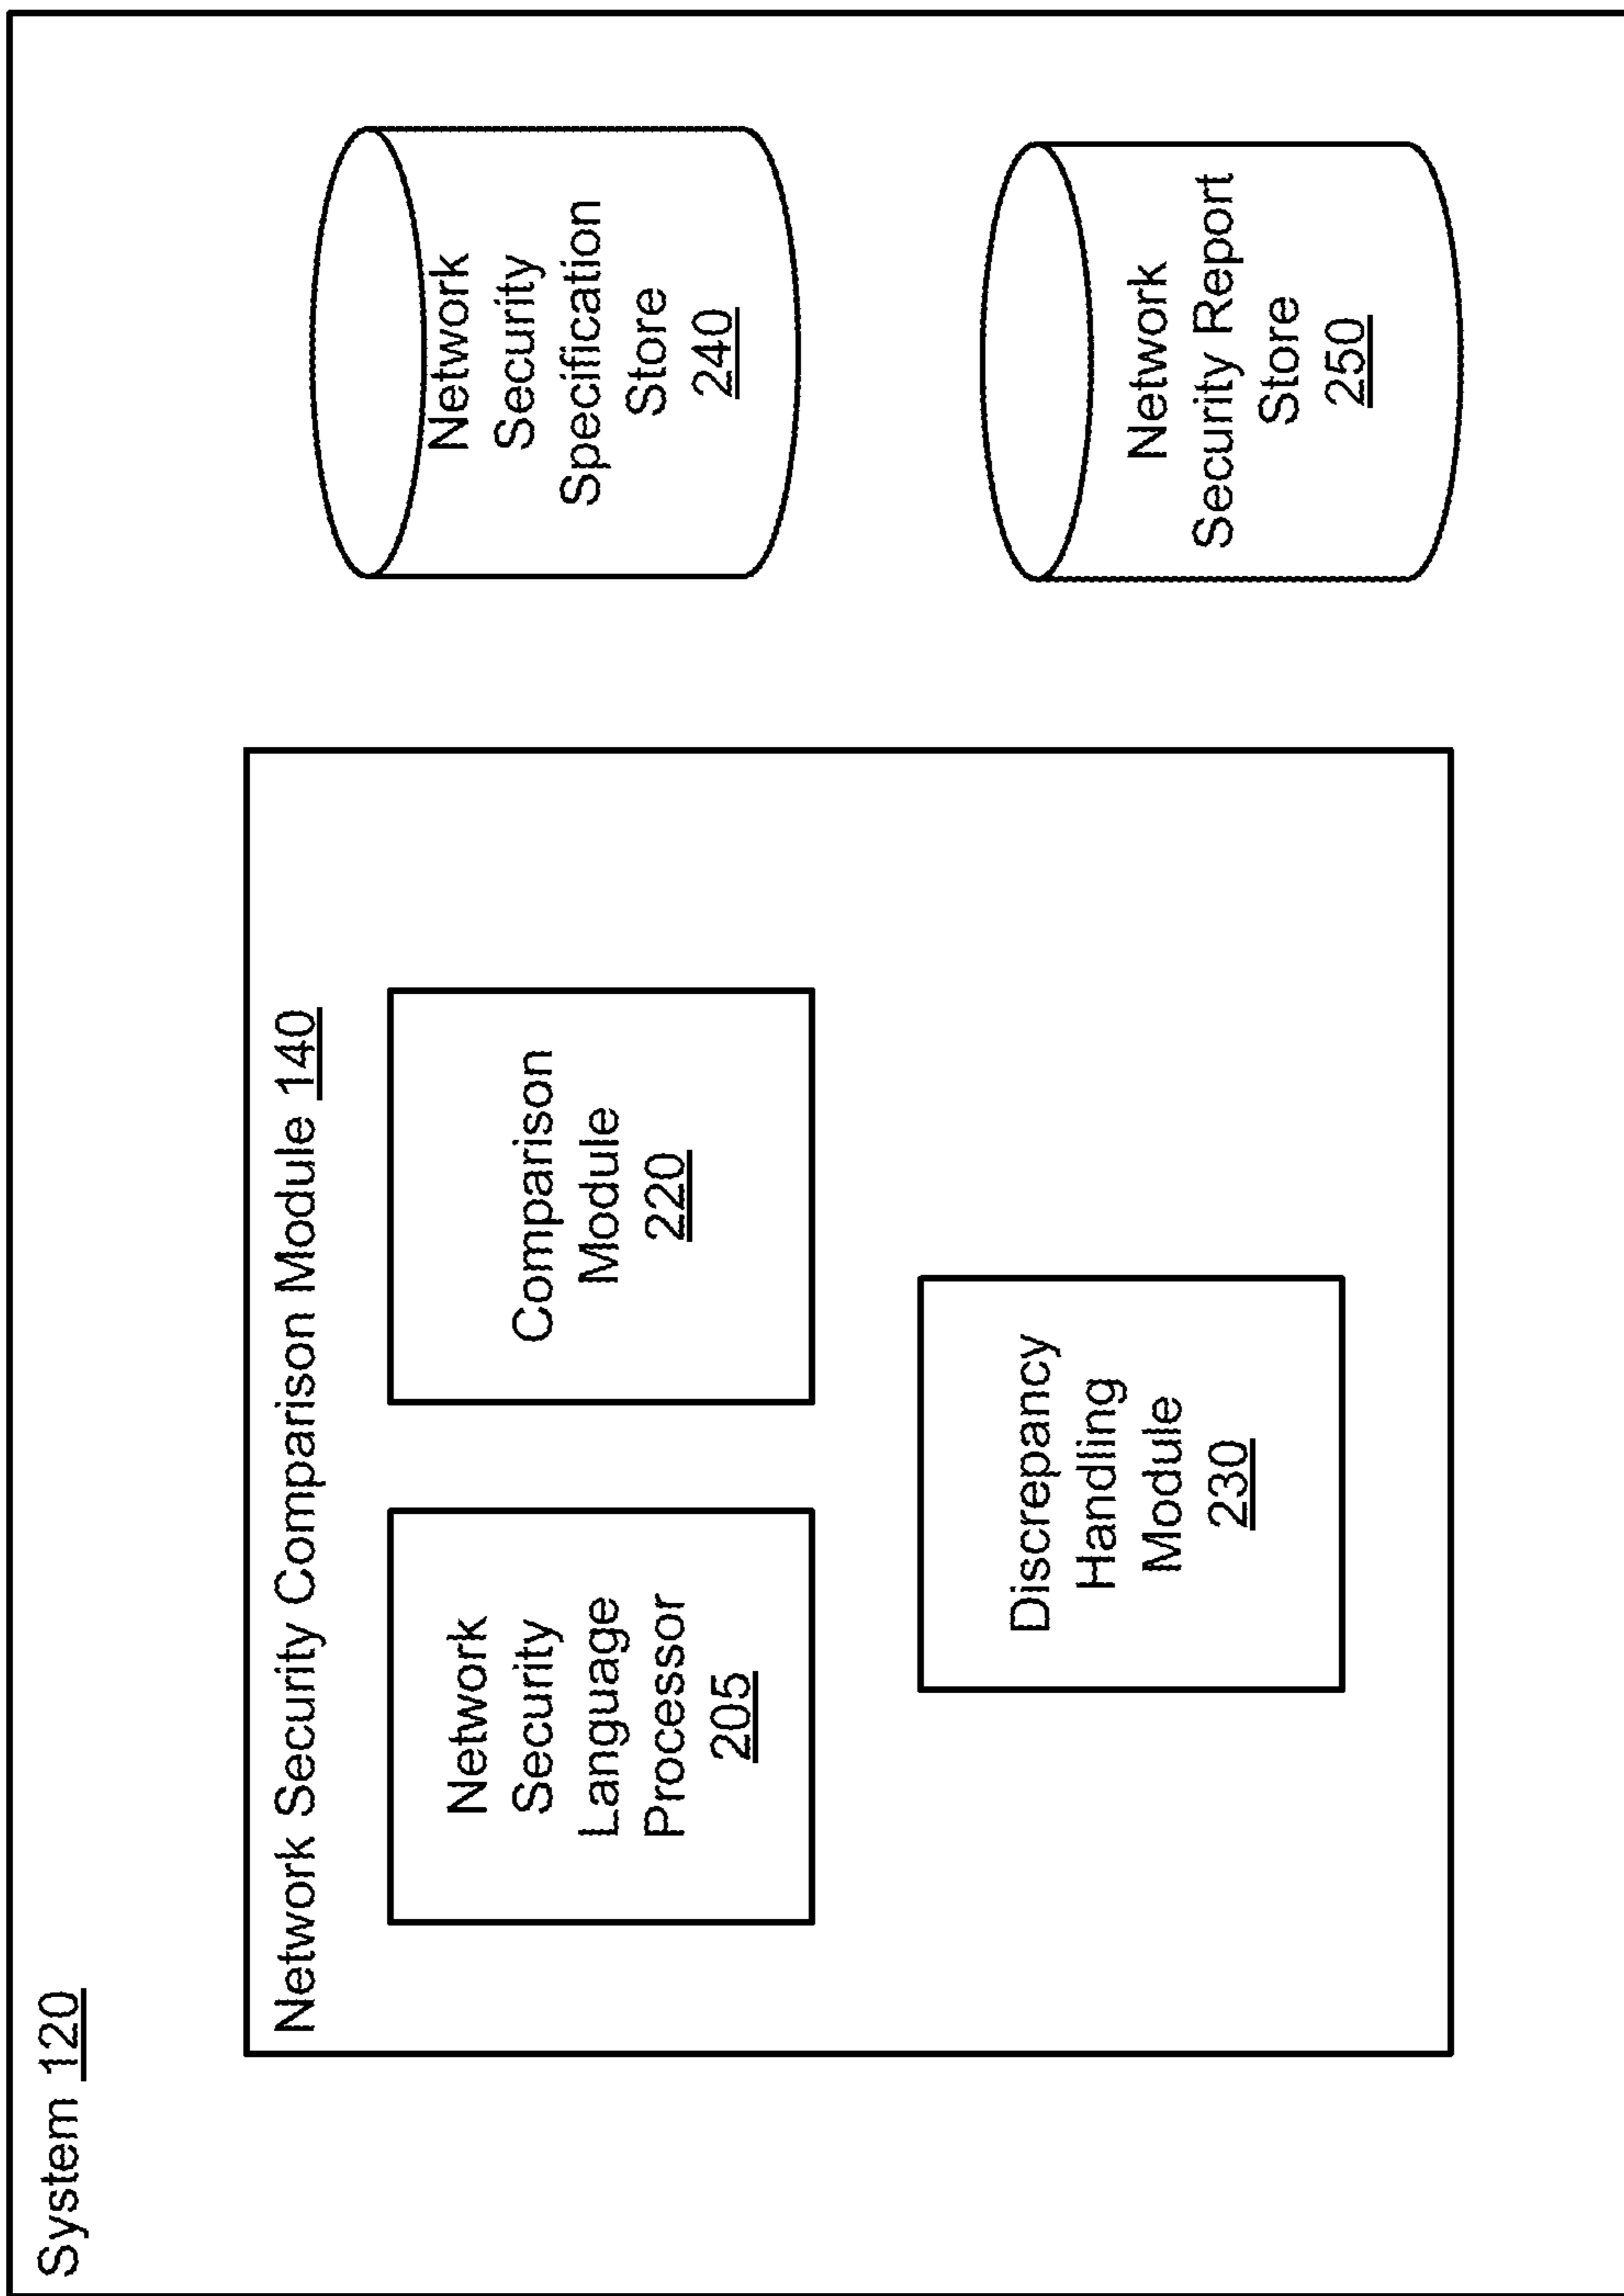 System 120
Network Security Comparison Module 140
Network
Security
Language
Processor
205
Comparison
Module
220
Discrepancy
Handling
Module
230
Network
Security
Specification
Store
240
Network
Security Report
Store
250